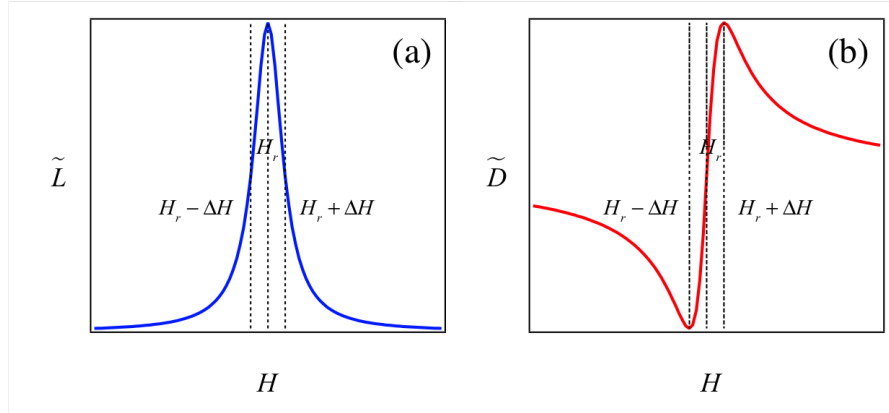 (a)
H_r
L̃
H_r − ΔH
H_r + ΔH
H
(b)
H_r
D̃
H_r − ΔH
H_r + ΔH
H